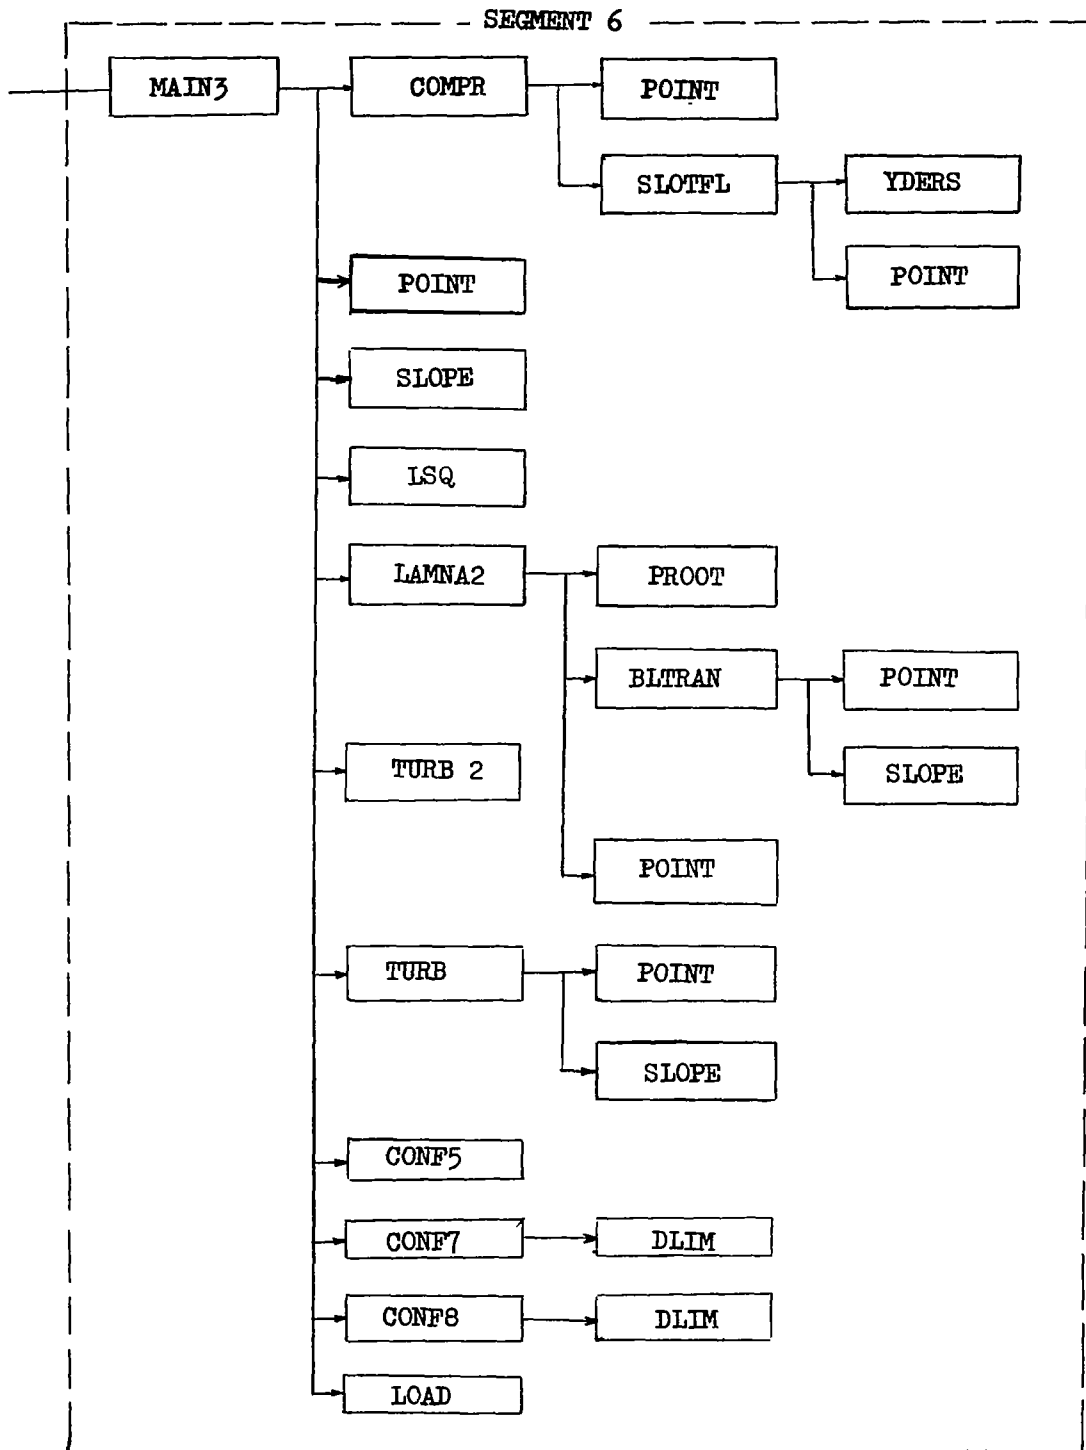 SEGMENT 6
MAIN3
COMPR
POINT
SLOTFL
YDERS
POINT
POINT
SLOPE
LSQ
LAMNA2
PROOT
BLTRAN
POINT
SLOPE
TURB 2
POINT
TURB
POINT
SLOPE
CONF5
CONF7
DLIM
CONF8
DLIM
LOAD